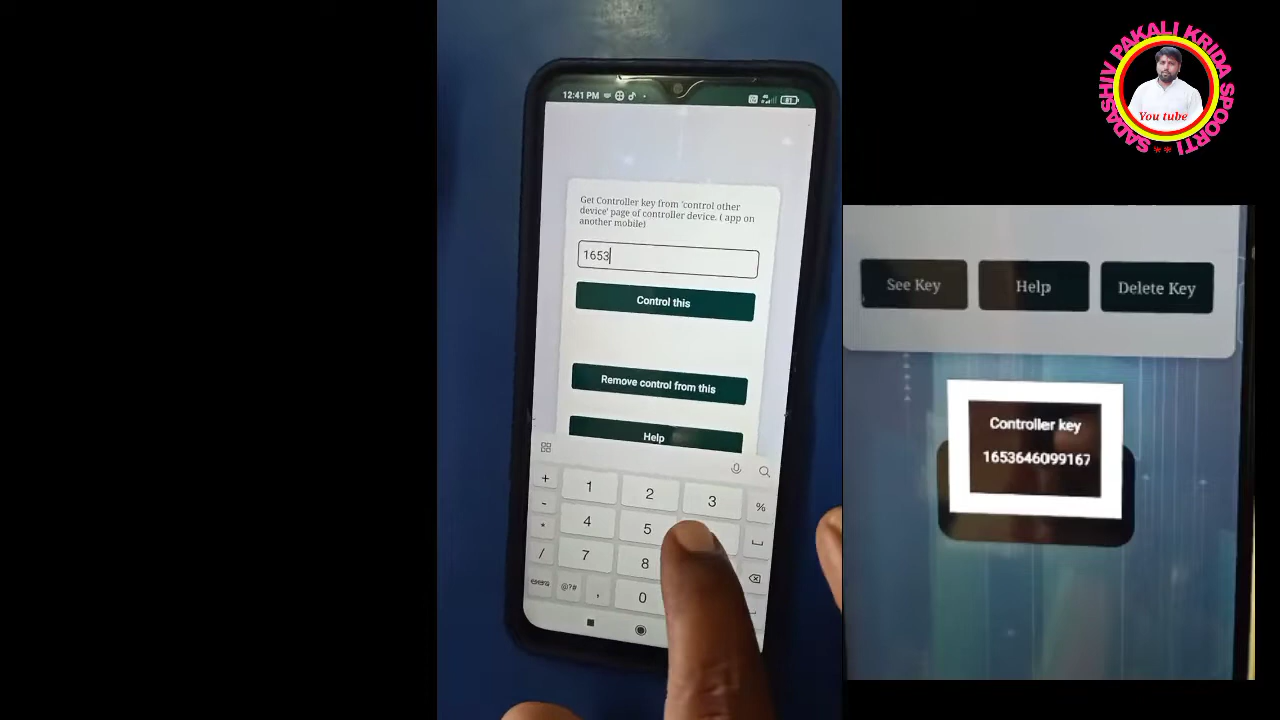 12:41 PM
Get Controller key from 'control other
device' page of controller device. ( app on
another mobile)
1653
Control this
Remove control from this
Help
+ 1 2 3 %
- 4 5
*
/ 7 8
@?# , 0
SADASHIV PAKALI KRIDA SPOORTI **
You tube
See Key
Help
Delete Key
Controller key
1653646099167